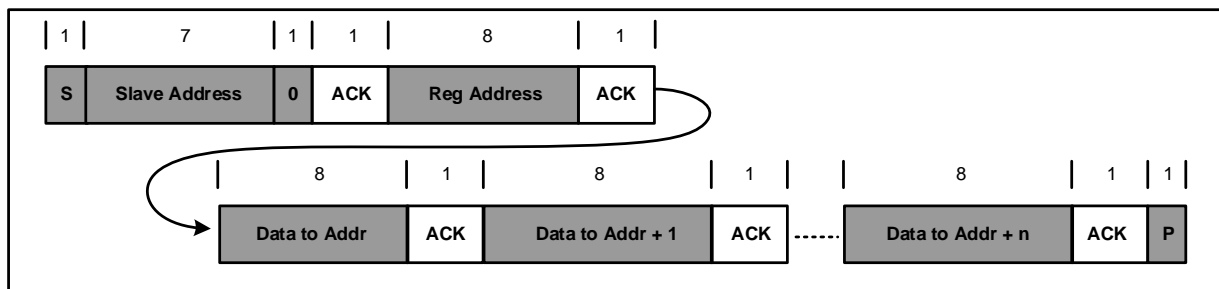 1 7 1 1 8 1
S Slave Address 0 ACK Reg Address ACK
8 1 8 1 8 1 1
Data to Addr ACK Data to Addr + 1 ACK Data to Addr + n ACK P